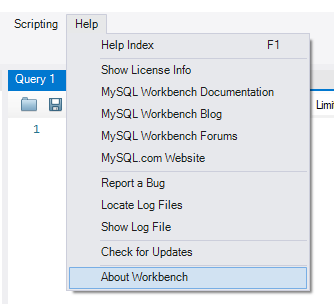 Scripting Help
Help Index F1
Show License Info
Query 1
MySQL Workbench Documentation
MySQL Workbench Blog
Limi
MySQL Workbench Forums
1
MySQL.com Website
Report a Bug
Locate Log Files
Show Log File
Check for Updates
About Workbench